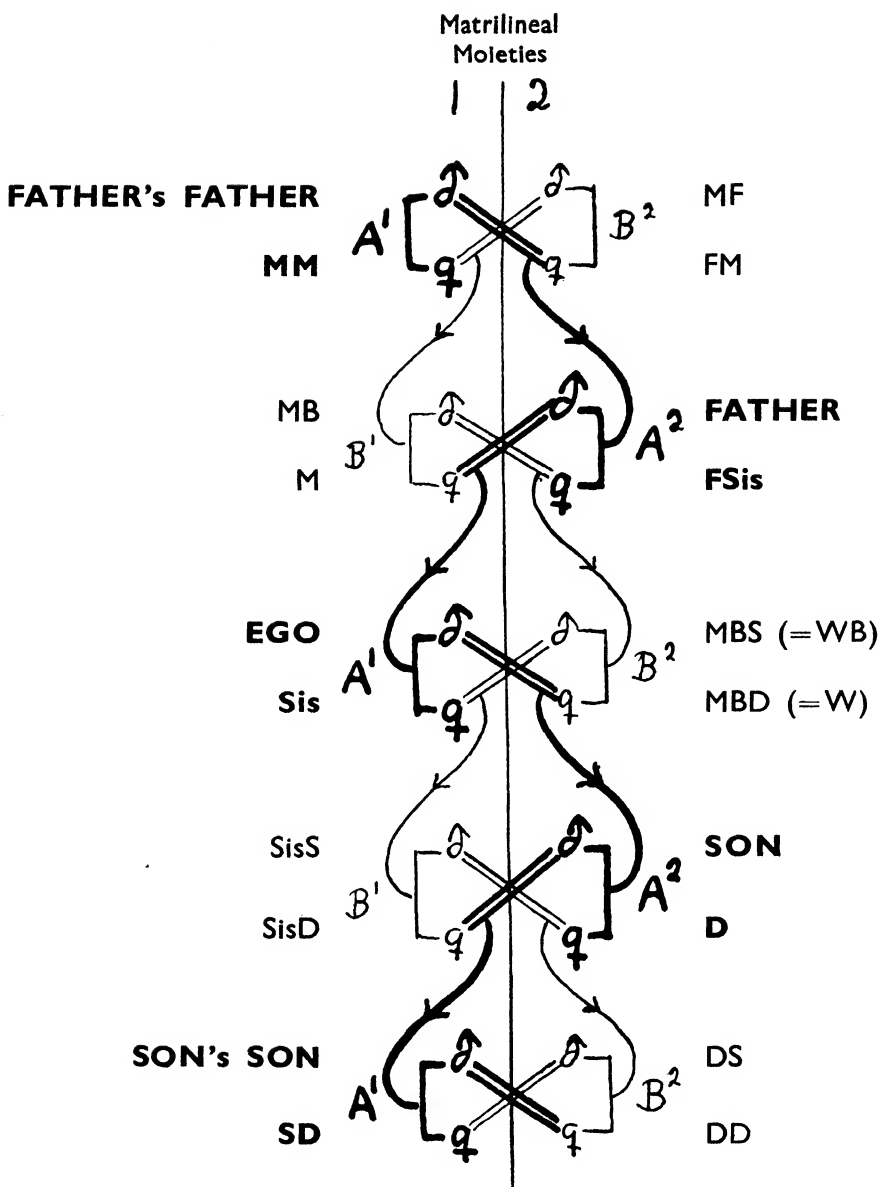 Matrilineal
Moieties
1 2
FATHER's FATHER ♂ ♂ MF
A¹ B²
MM ♀ ♀ FM
MB ♂ ♂ FATHER
B¹ A²
M ♀ ♀ FSis
EGO ♂ ♂ MBS (=WB)
A¹ B²
Sis ♀ ♀ MBD (=W)
SisS ♂ ♂ SON
B¹ A²
SisD ♀ ♀ D
SON's SON ♂ ♂ DS
A¹ B²
SD ♀ ♀ DD